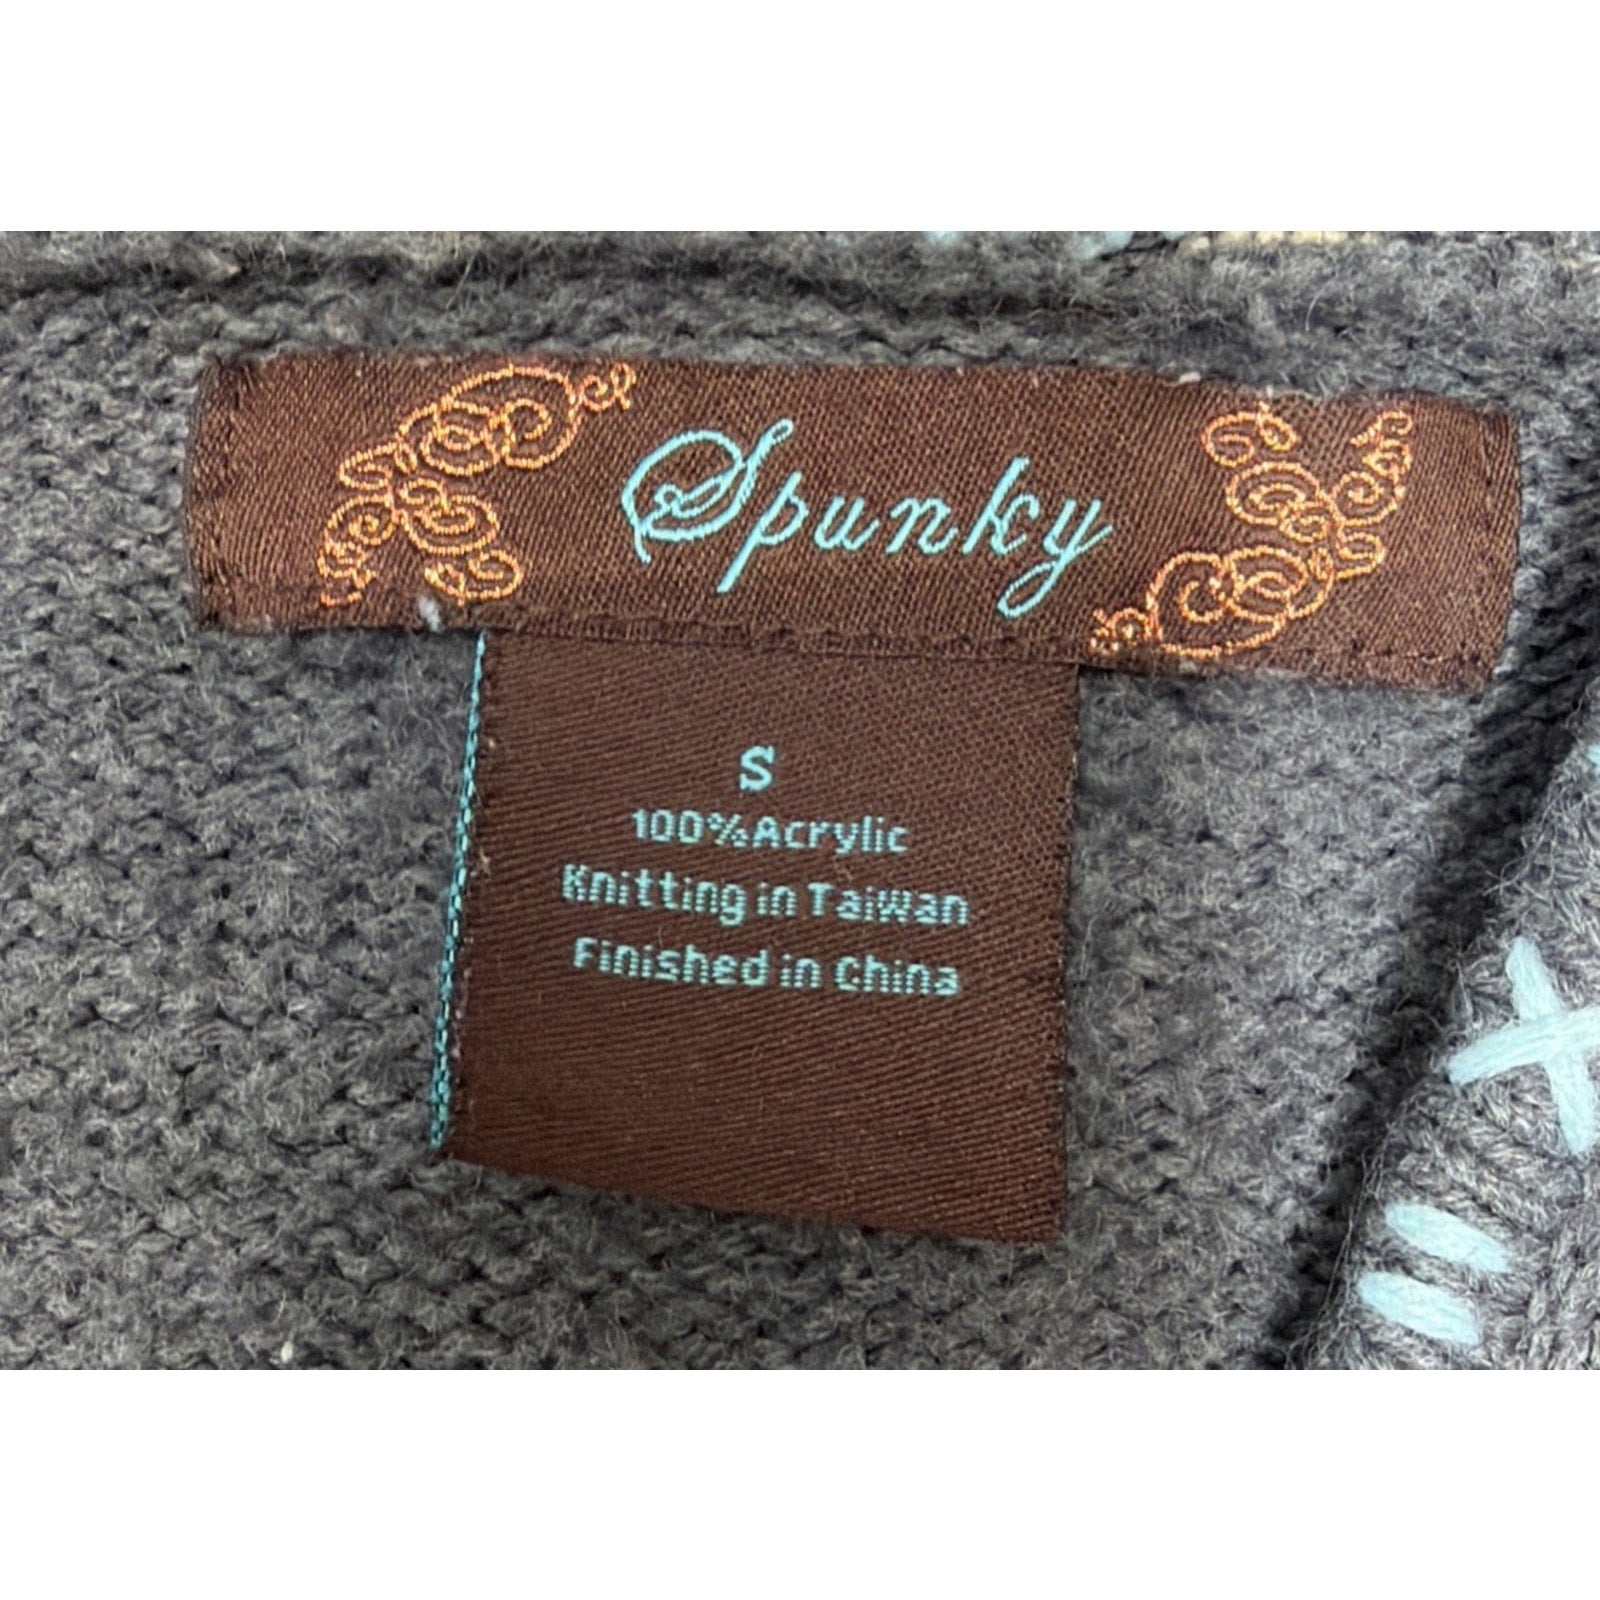 Spunky
S
100%Acrylic
Knitting in Taiwan
Finished in China